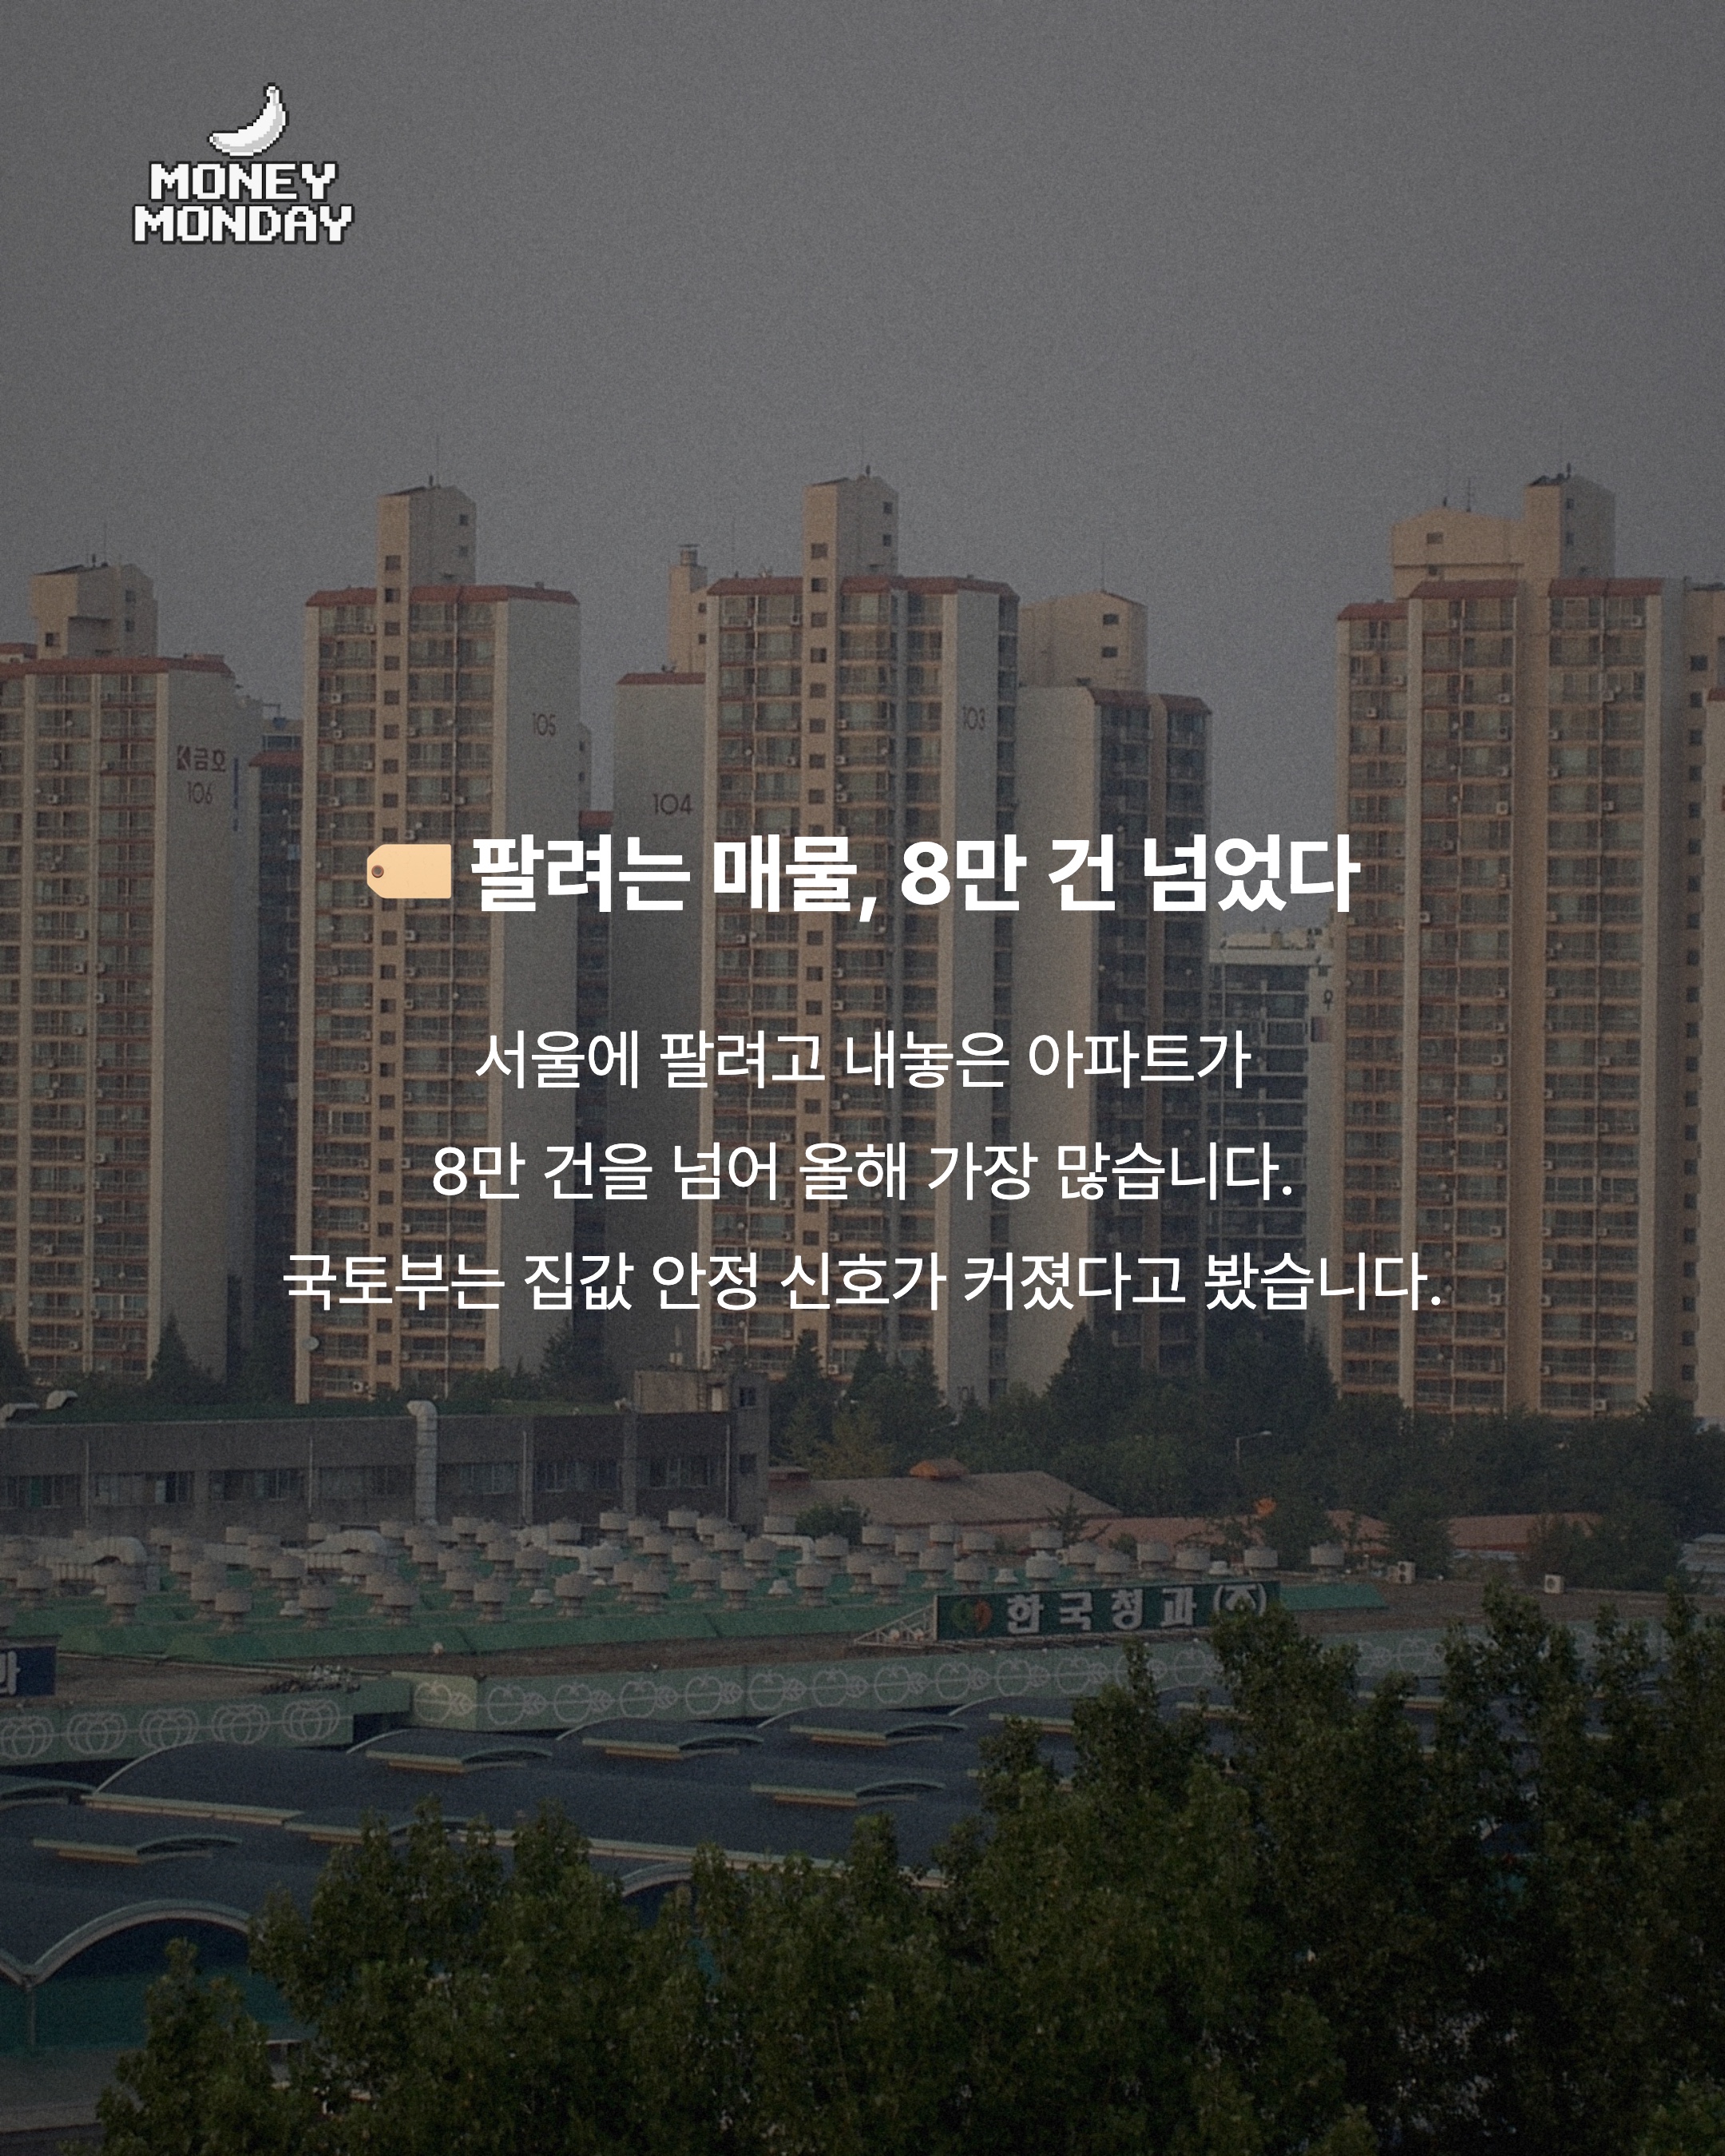 MONEY
MONDAY
K금호
106
105
104
103
팔려는 매물, 8만 건 넘었다
서울에 팔려고 내놓은 아파트가
8만 건을 넘어 올해 가장 많습니다.
국토부는 집값 안정 신호가 커졌다고 봤습니다.
한국청과(주)
과